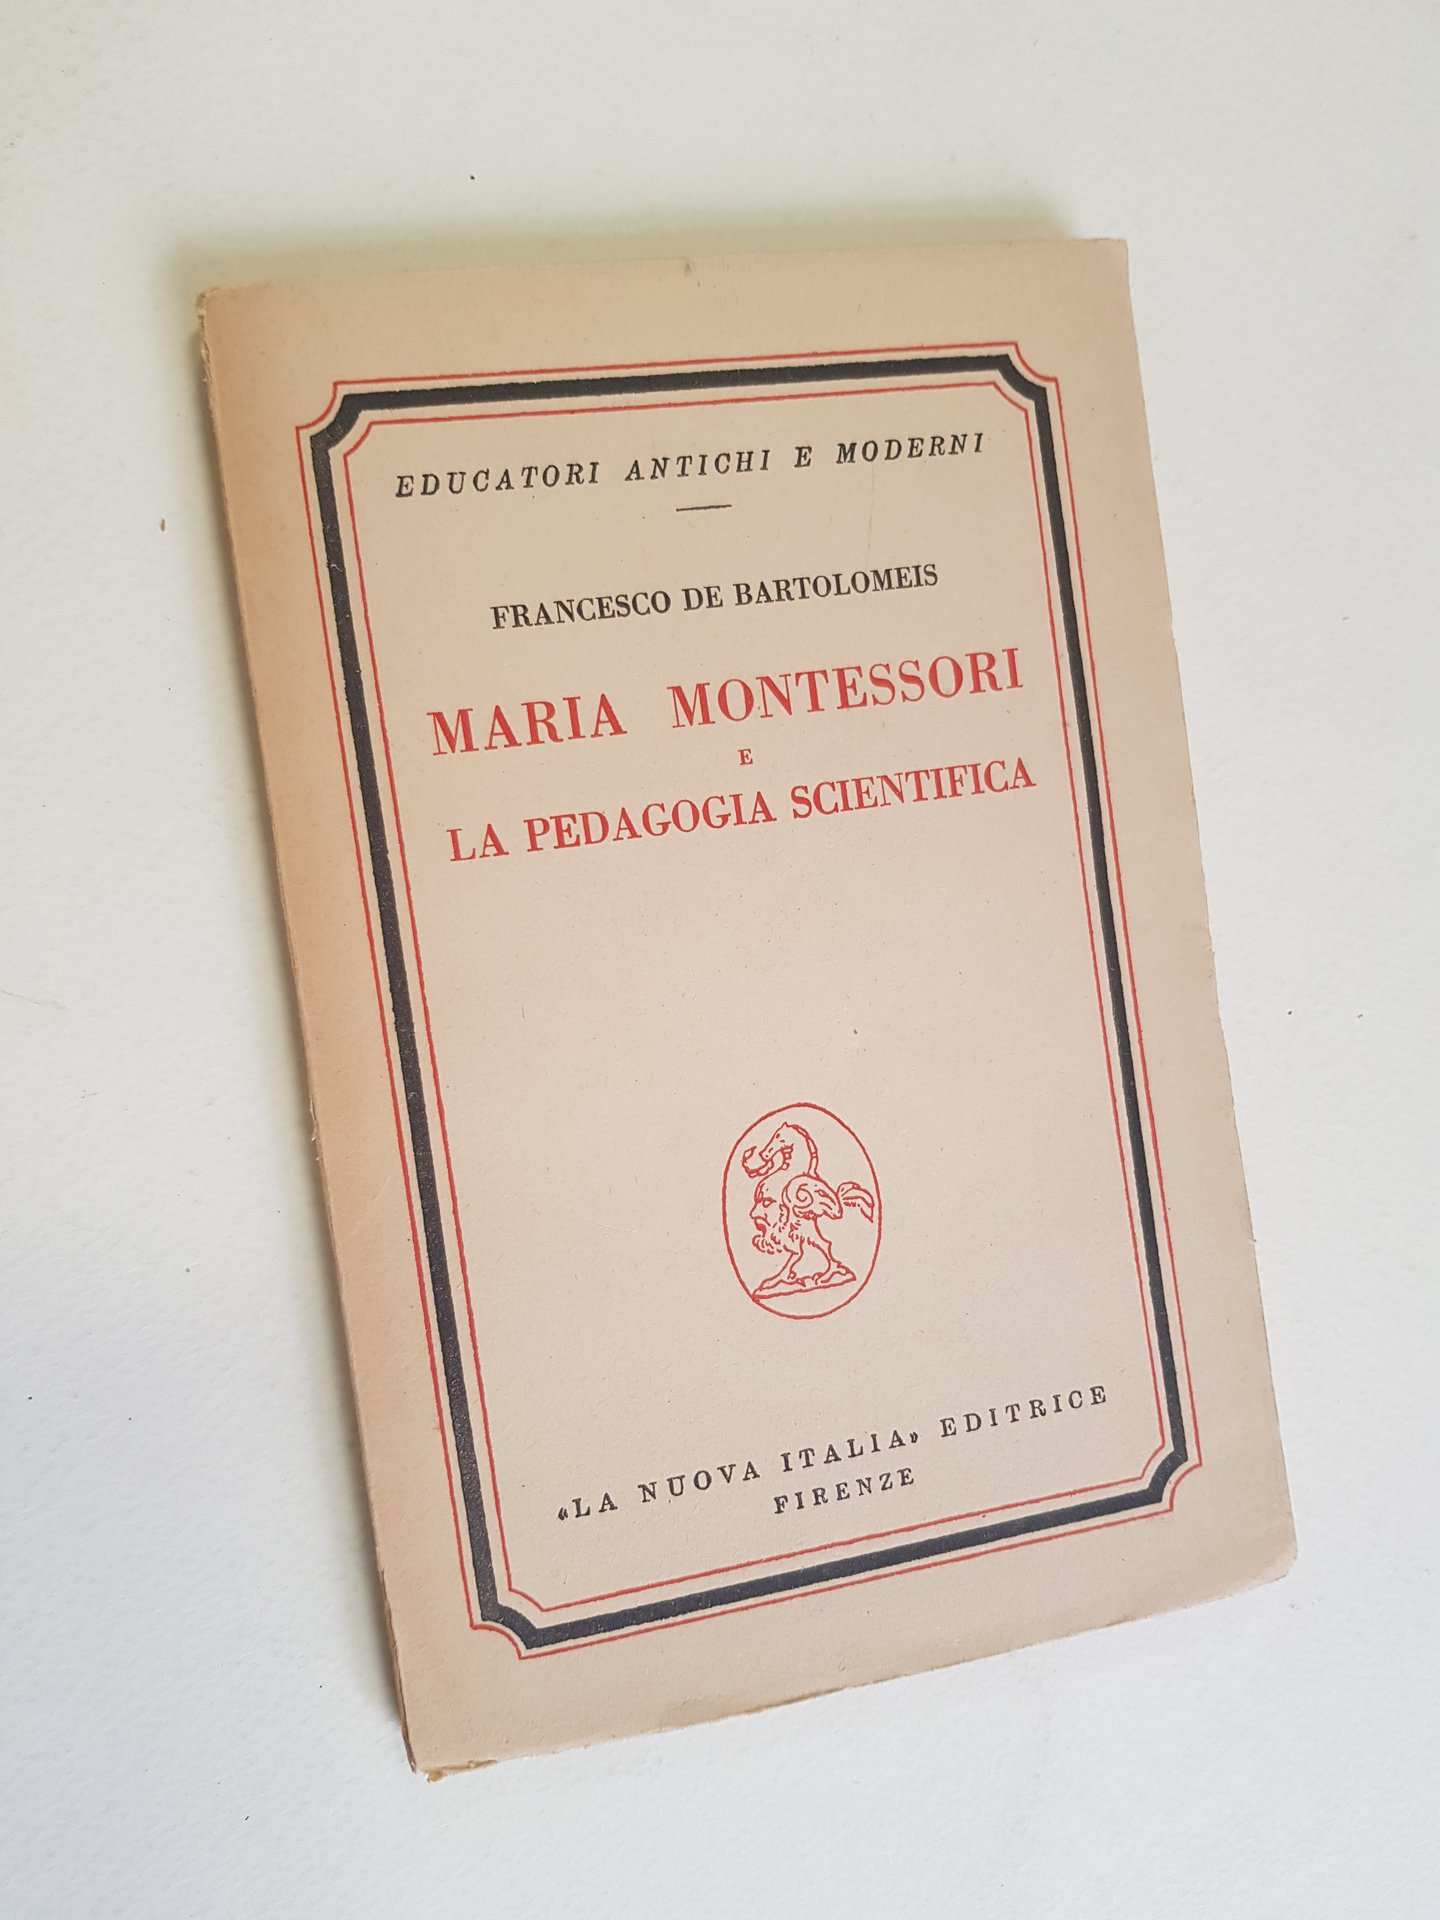 EDUCATORI ANTICHI E MODERNI
FRANCESCO DE BARTOLOMEIS
MARIA MONTESSORI
E
LA PEDAGOGIA SCIENTIFICA
«LA NUOVA ITALIA» EDITRICE
FIRENZE